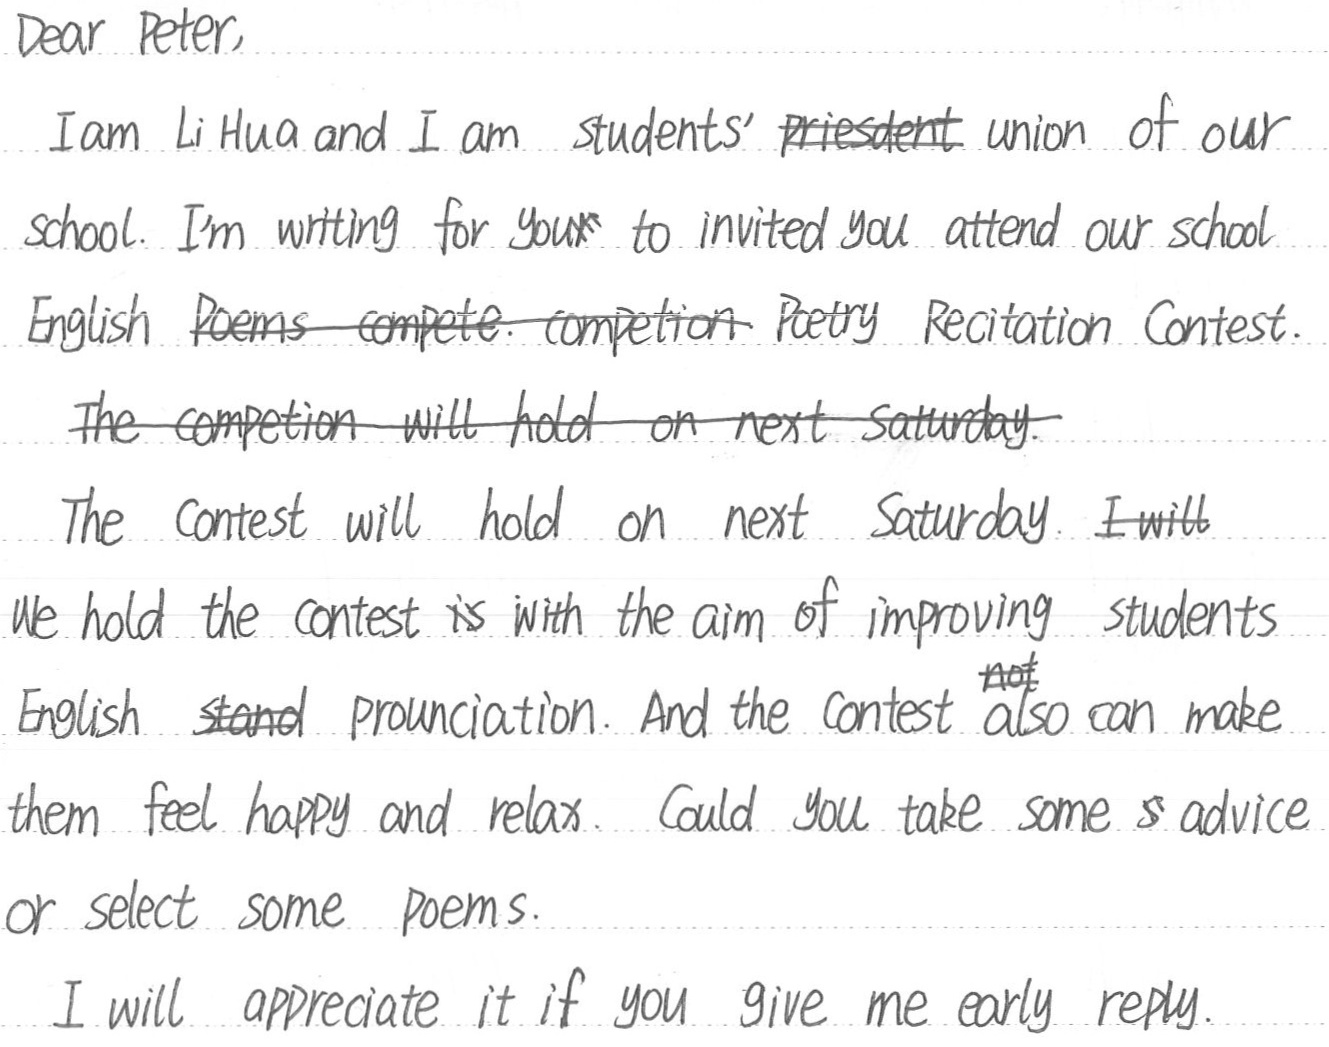 Dear Peter,
I am Li Hua and I am students' priesdent union of our
school. I'm writing for you to invited you attend our school
English Poems compete. competion Poetry Recitation Contest.
The competion will hold on next Saturday.
The Contest will hold on next Saturday. I will
We hold the contest is with the aim of improving students
English stand prounciation. And the contest not also can make
them feel happy and relax. Could you take some s advice
or select some poems.
I will appreciate it if you give me early reply.